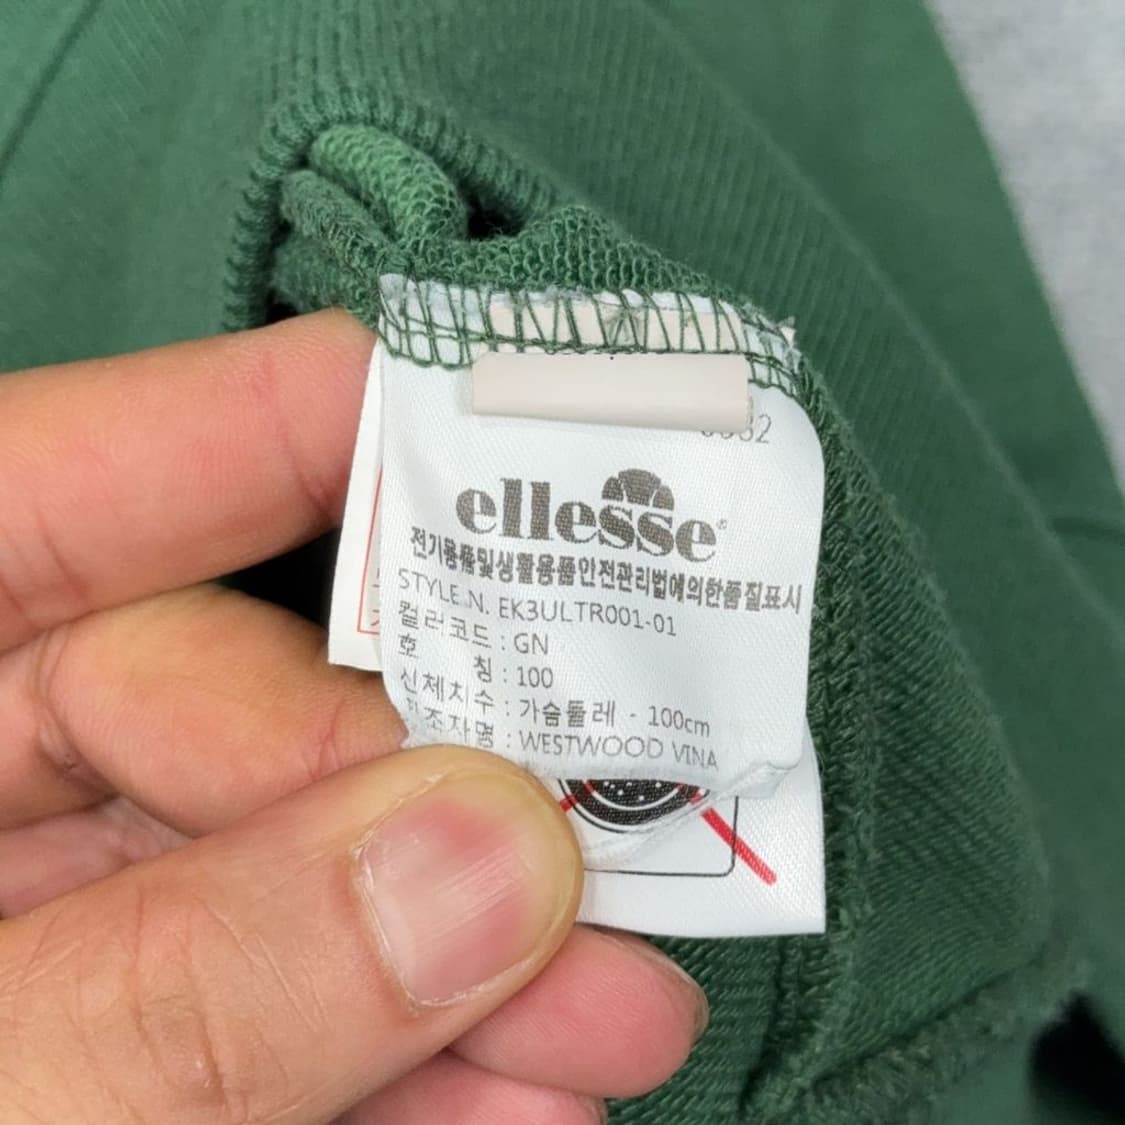 ellesse®
전기용품및생활용품안전관리법에의한품질표시
STYLE N. EK3ULTR001-01
컬러코드 : GN
호 칭 : 100
신체치수 : 가슴둘레 - 100cm
제조자명 : WESTWOOD VINA